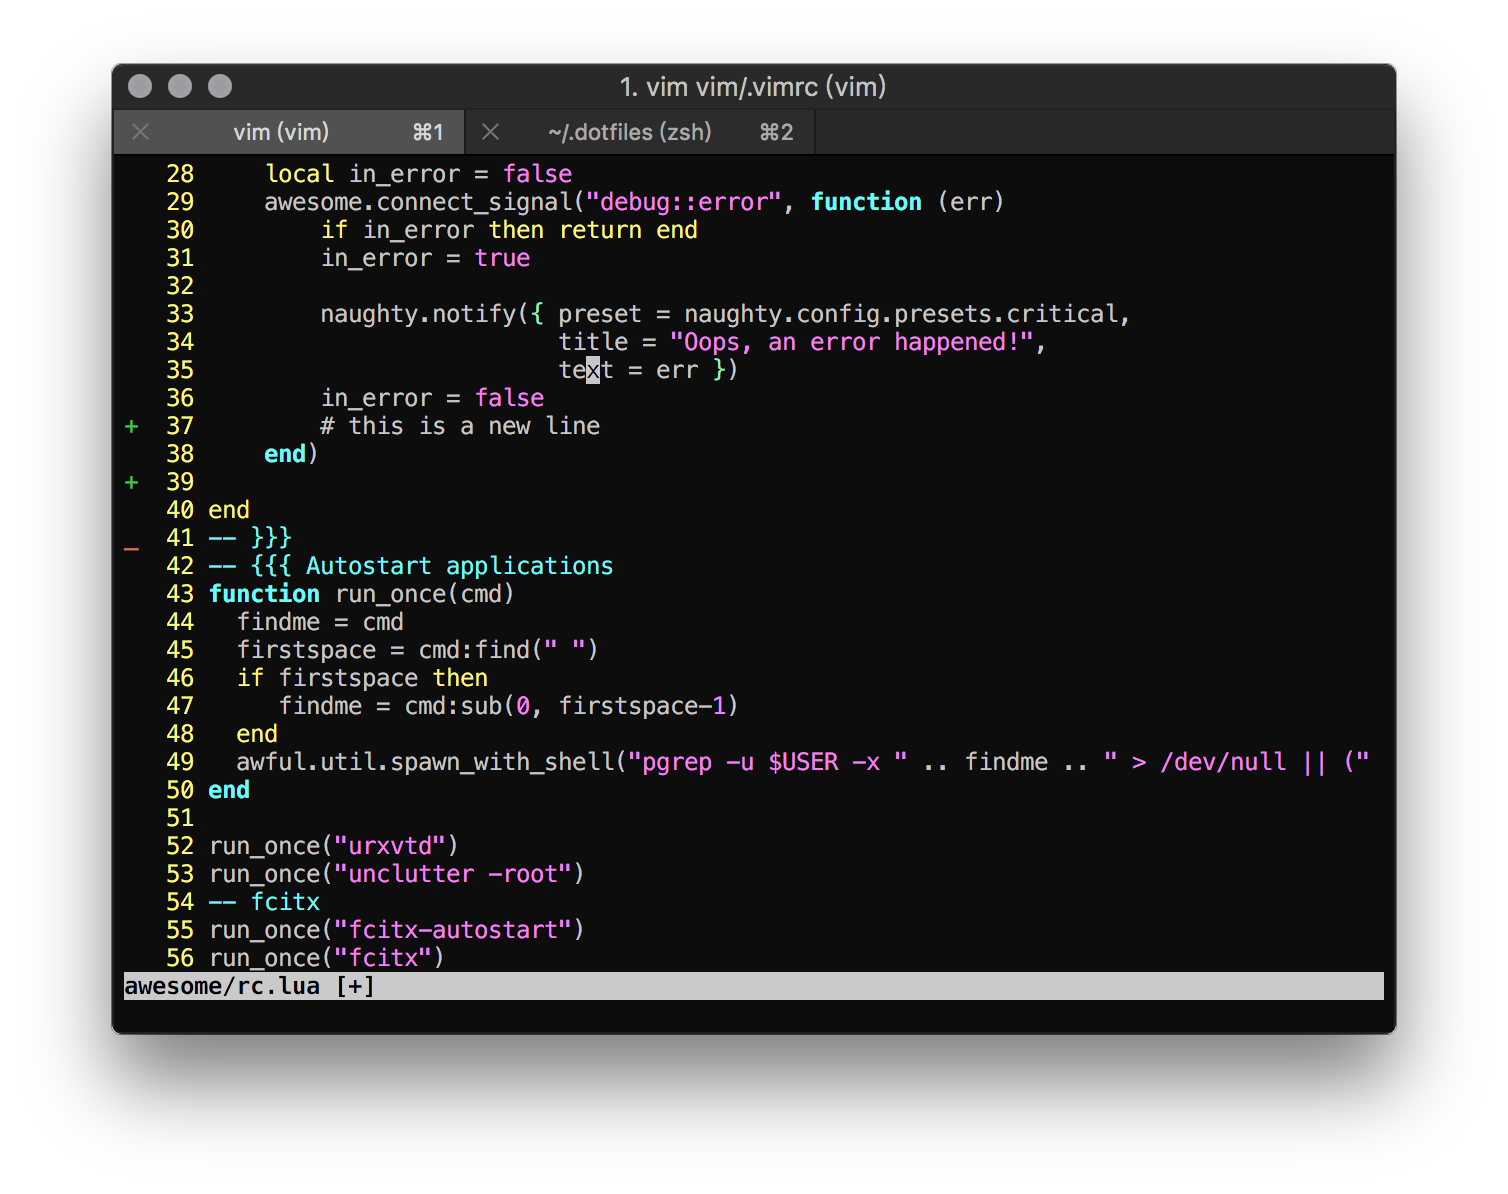 1. vim vim/.vimrc (vim)
vim (vim) ⌘1 ~/.dotfiles (zsh) ⌘2
28     local in_error = false
29     awesome.connect_signal("debug::error", function (err)
30         if in_error then return end
31         in_error = true
32
33         naughty.notify({ preset = naughty.config.presets.critical,
34                          title = "Oops, an error happened!",
35                          text = err })
36         in_error = false
+ 37         # this is a new line
38     end)
+ 39
40 end
_ 41 -- }}}
42 -- {{{ Autostart applications
43 function run_once(cmd)
44   findme = cmd
45   firstspace = cmd:find(" ")
46   if firstspace then
47      findme = cmd:sub(0, firstspace-1)
48   end
49   awful.util.spawn_with_shell("pgrep -u $USER -x " .. findme .. " > /dev/null || ("
50 end
51
52 run_once("urxvtd")
53 run_once("unclutter -root")
54 -- fcitx
55 run_once("fcitx-autostart")
56 run_once("fcitx")
awesome/rc.lua [+]